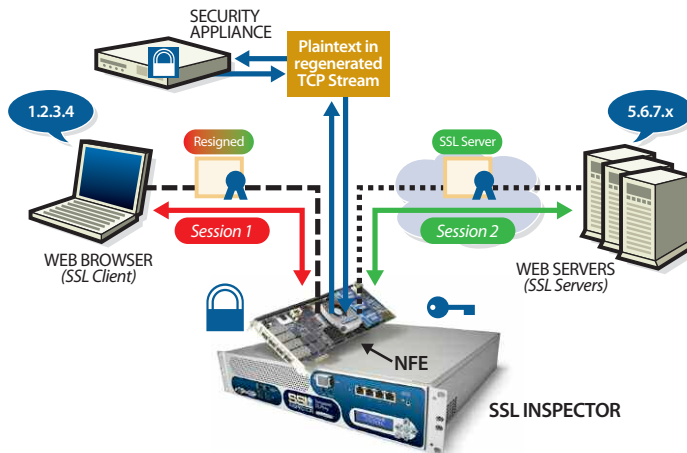 SECURITY
APPLIANCE
Plaintext in
regenerated
TCP Stream
1.2.3.4
Resigned
SSL Server
5.6.7.x
Session 1
Session 2
WEB BROWSER
(SSL Client)
WEB SERVERS
(SSL Servers)
NFE
SSL
SSL INSPECTOR